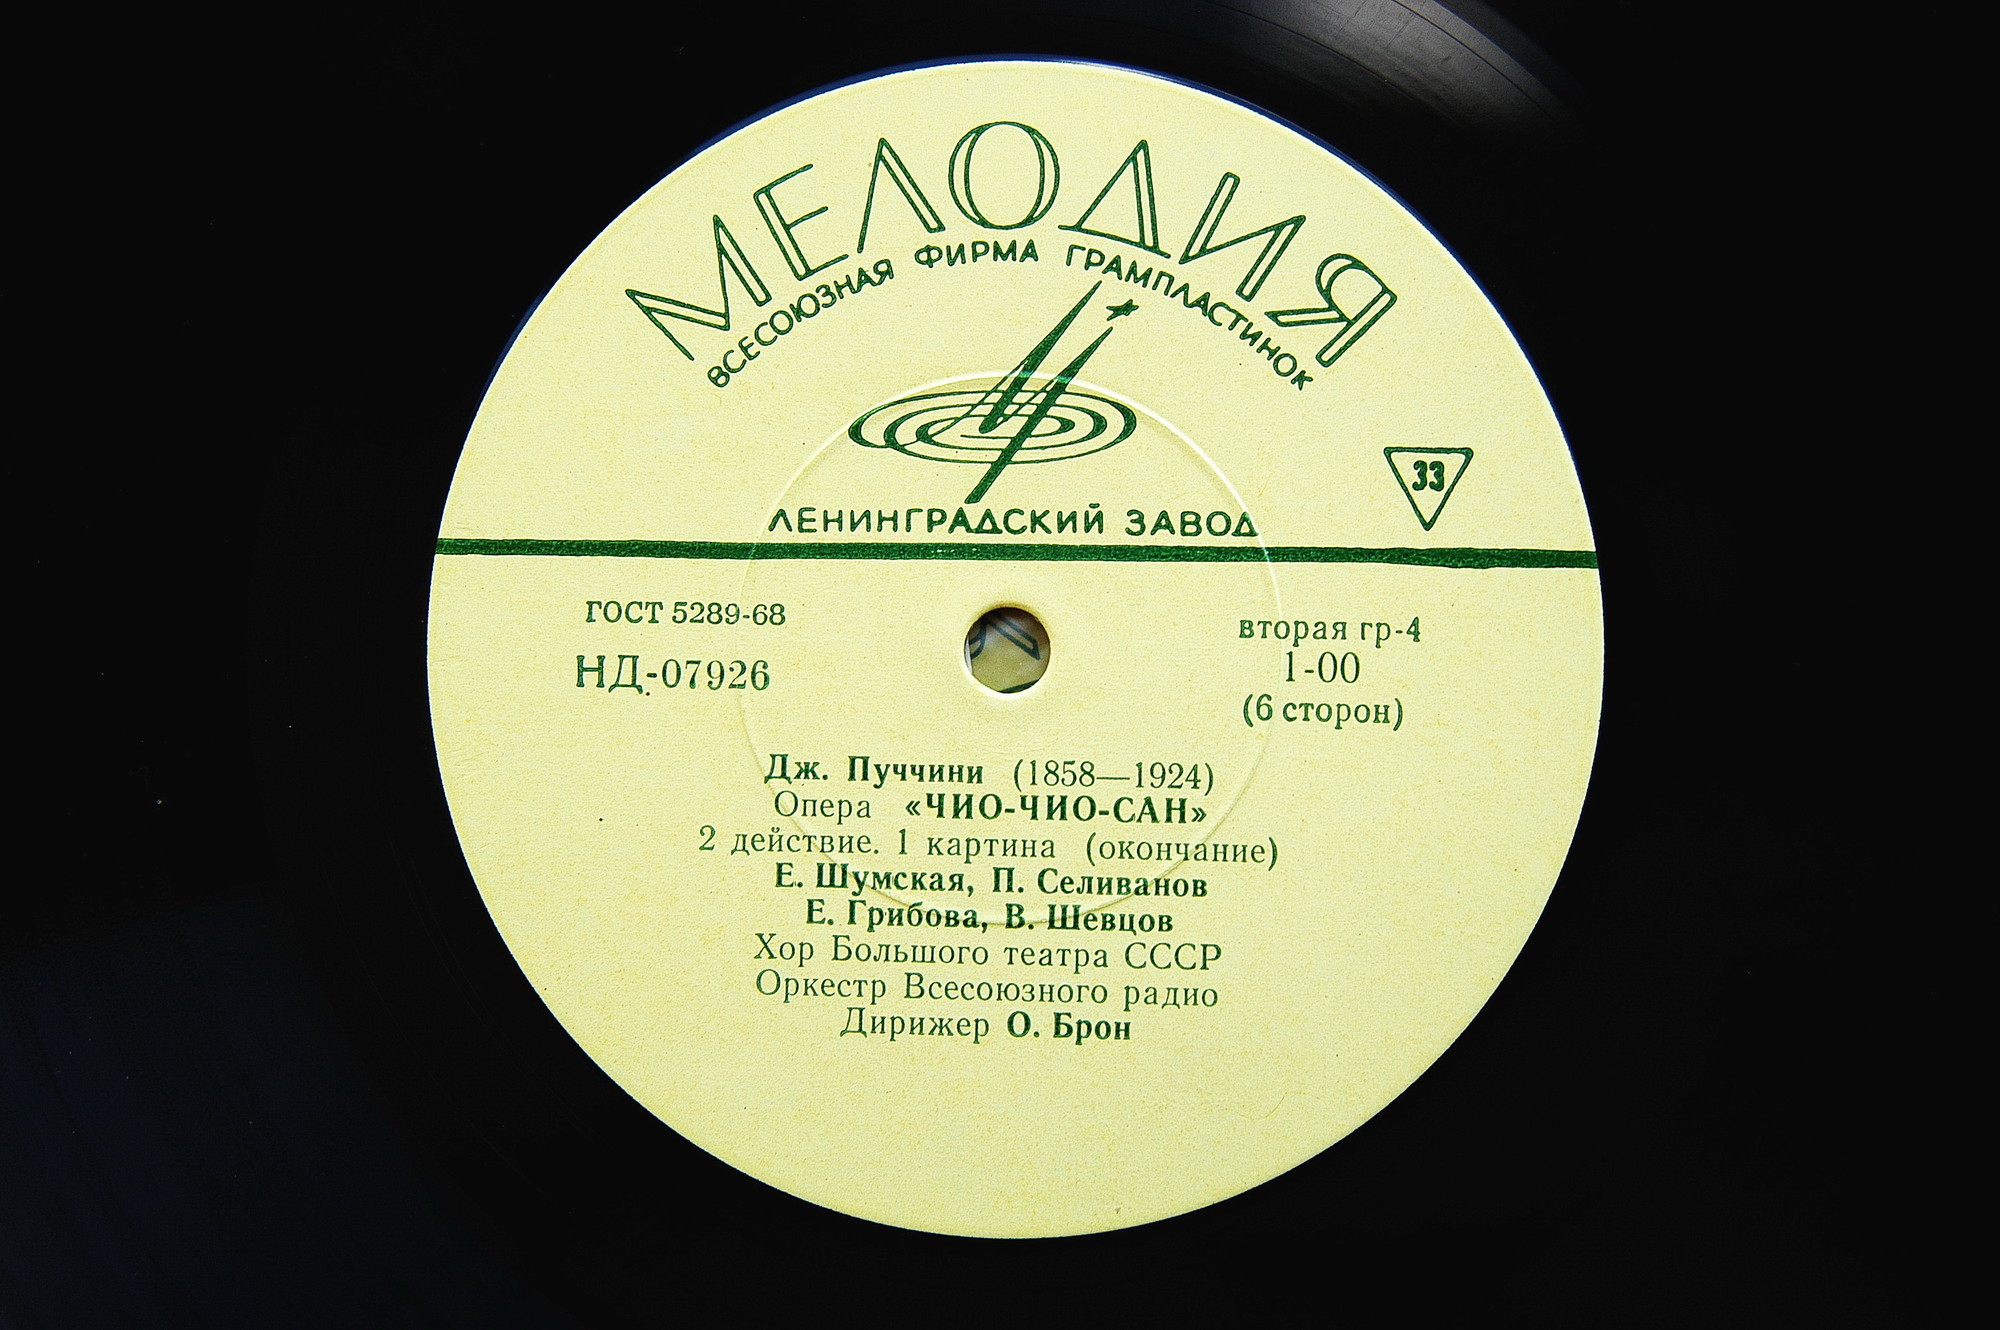 МЕЛОДИЯ
ВСЕСОЮЗНАЯ ФИРМА ГРАМПЛАСТИНОК
33
ЛЕНИНГРАДСКИЙ ЗАВОД
ГОСТ 5289-68
НД-07926
вторая гр-4
1-00
(6 сторон)
Дж. Пуччини (1858—1924)
Опера «ЧИО-ЧИО-САН»
2 действие. 1 картина (окончание)
Е. Шумская, П. Селиванов
Е. Грибова, В. Шевцов
Хор Большого театра СССР
Оркестр Всесоюзного радио
Дирижер О. Брон